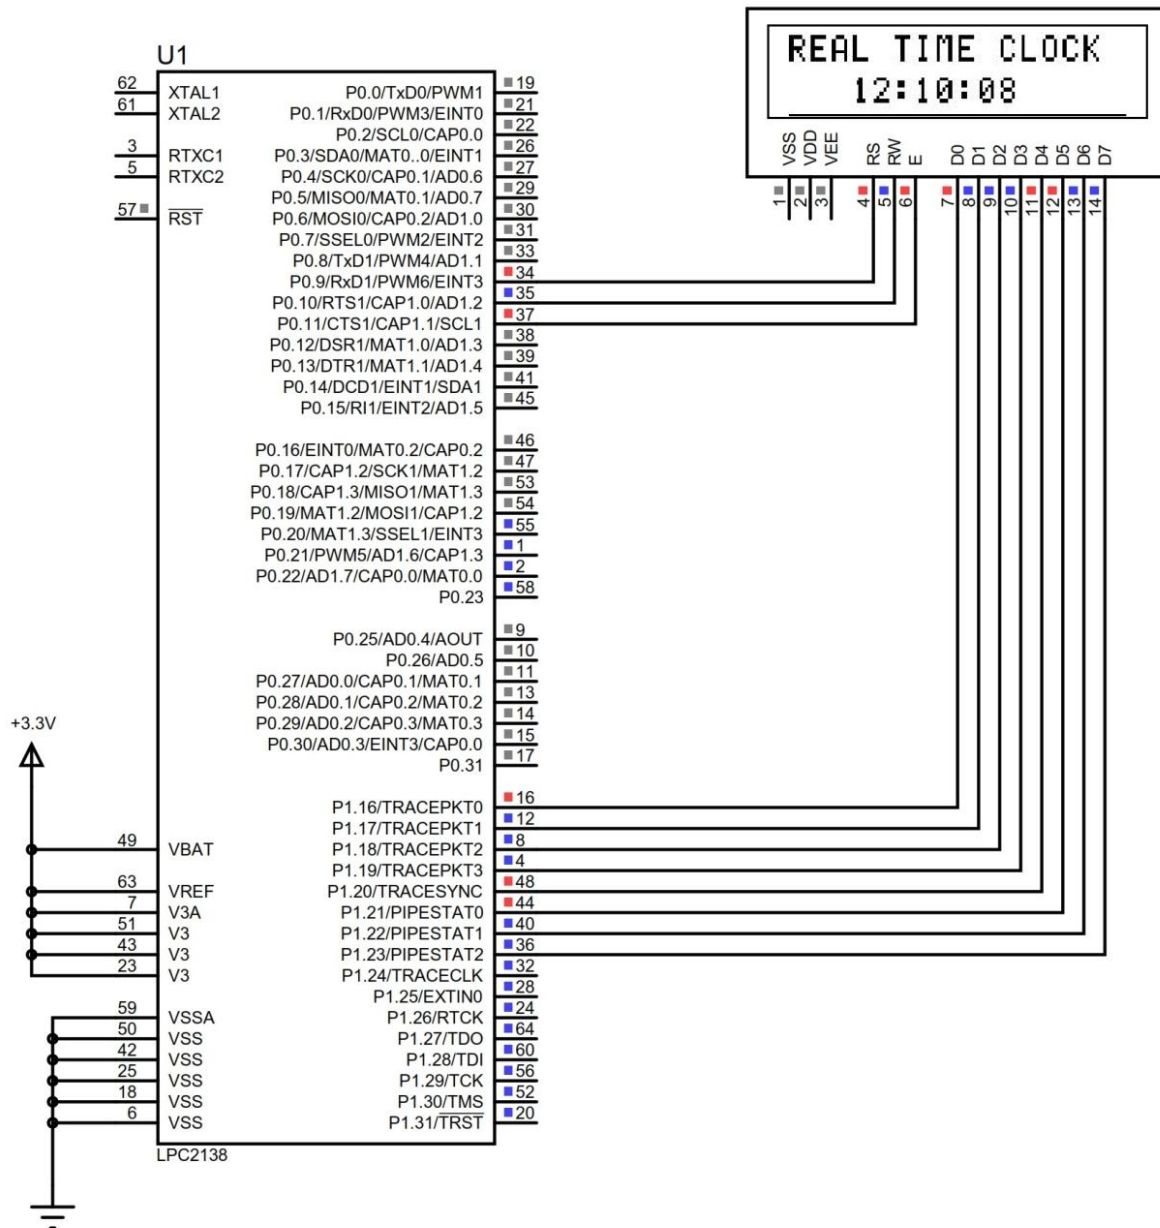 U1
62 XTAL1
61 XTAL2
3 RTXC1
5 RTXC2
57 RST
P0.0/TxD0/PWM1 19
P0.1/RxD0/PWM3/EINT0 21
P0.2/SCL0/CAP0.0 22
P0.3/SDA0/MAT0..0/EINT1 26
P0.4/SCK0/CAP0.1/AD0.6 27
P0.5/MISO0/MAT0.1/AD0.7 29
P0.6/MOSI0/CAP0.2/AD1.0 30
P0.7/SSEL0/PWM2/EINT2 31
P0.8/TxD1/PWM4/AD1.1 33
P0.9/RxD1/PWM6/EINT3 34
P0.10/RTS1/CAP1.0/AD1.2 35
P0.11/CTS1/CAP1.1/SCL1 37
P0.12/DSR1/MAT1.0/AD1.3 38
P0.13/DTR1/MAT1.1/AD1.4 39
P0.14/DCD1/EINT1/SDA1 41
P0.15/RI1/EINT2/AD1.5 45
P0.16/EINT0/MAT0.2/CAP0.2 46
P0.17/CAP1.2/SCK1/MAT1.2 47
P0.18/CAP1.3/MISO1/MAT1.3 53
P0.19/MAT1.2/MOSI1/CAP1.2 54
P0.20/MAT1.3/SSEL1/EINT3 55
P0.21/PWM5/AD1.6/CAP1.3 1
P0.22/AD1.7/CAP0.0/MAT0.0 2
P0.23 58
P0.25/AD0.4/AOUT 9
P0.26/AD0.5 10
P0.27/AD0.0/CAP0.1/MAT0.1 11
P0.28/AD0.1/CAP0.2/MAT0.2 13
P0.29/AD0.2/CAP0.3/MAT0.3 14
P0.30/AD0.3/EINT3/CAP0.0 15
P0.31 17
P1.16/TRACEPKT0 16
P1.17/TRACEPKT1 12
P1.18/TRACEPKT2 8
P1.19/TRACEPKT3 4
P1.20/TRACESYNC 48
P1.21/PIPESTAT0 44
P1.22/PIPESTAT1 40
P1.23/PIPESTAT2 36
P1.24/TRACECLK 32
P1.25/EXTIN0 28
P1.26/RTCK 24
P1.27/TDO 64
P1.28/TDI 60
P1.29/TCK 56
P1.30/TMS 52
P1.31/TRST 20
+3.3V
49 VBAT
63 VREF
7 V3A
51 V3
43 V3
23 V3
59 VSSA
50 VSS
42 VSS
25 VSS
18 VSS
6 VSS
LPC2138
REAL TIME CLOCK
12:10:08
VSS VDD VEE RS RW E D0 D1 D2 D3 D4 D5 D6 D7
1 2 3 4 5 6 7 8 9 10 11 12 13 14